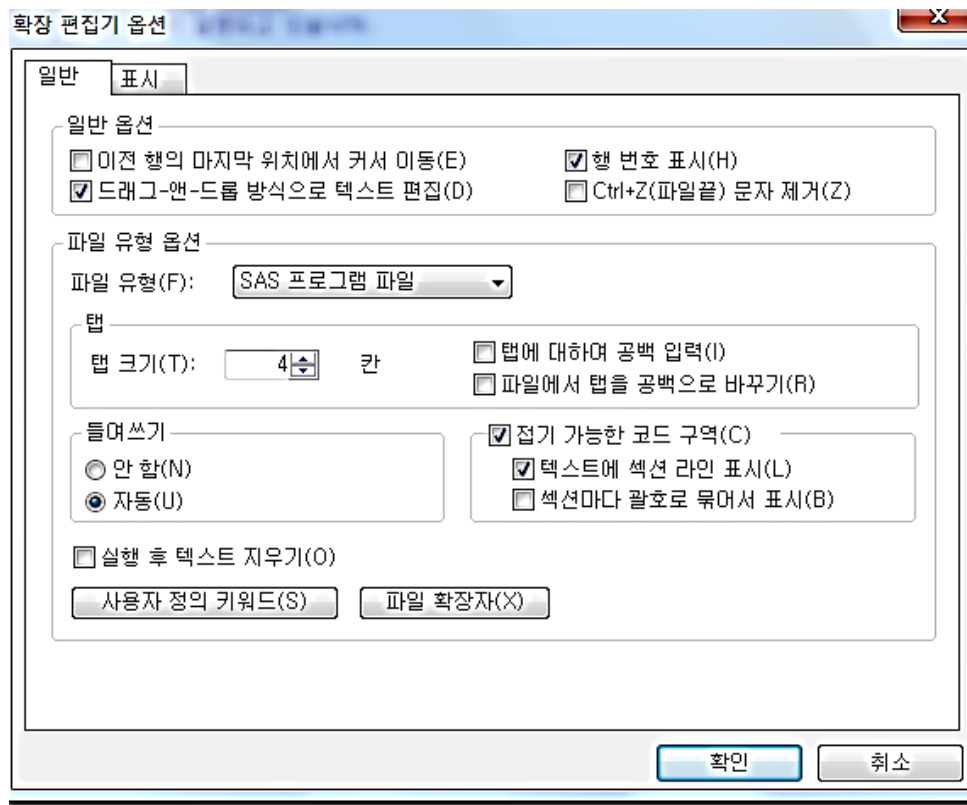 확장 편집기 옵션
일반
표시
일반 옵션
이전 행의 마지막 위치에서 커서 이동(E)
행 번호 표시(H)
드래그-앤-드롭 방식으로 텍스트 편집(D)
Ctrl+Z(파일끝) 문자 제거(Z)
파일 유형 옵션
파일 유형(F): SAS 프로그램 파일
탭
탭 크기(T): 4 칸
탭에 대하여 공백 입력(I)
파일에서 탭을 공백으로 바꾸기(R)
들여쓰기
안 함(N)
자동(U)
접기 가능한 코드 구역(C)
텍스트에 섹션 라인 표시(L)
섹션마다 괄호로 묶어서 표시(B)
실행 후 텍스트 지우기(O)
사용자 정의 키워드(S)
파일 확장자(X)
확인
취소